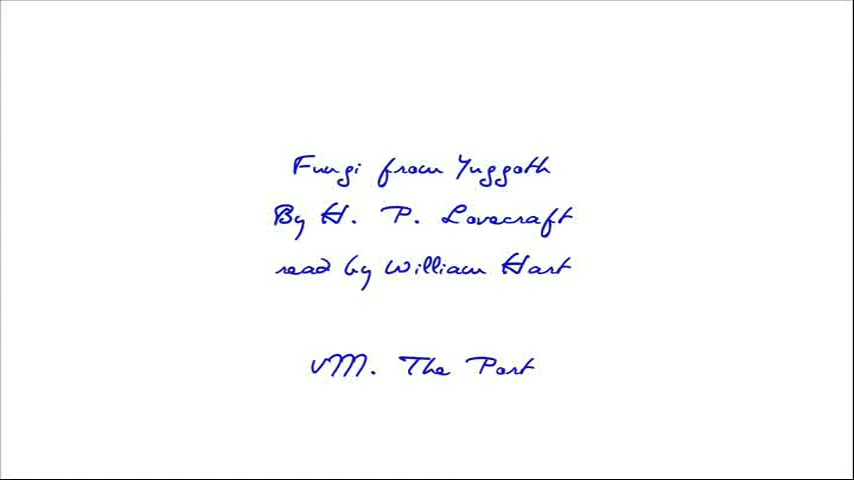 Fungi from Yuggoth
By H. P. Lovecraft
read by William Hart
VIII. The Port